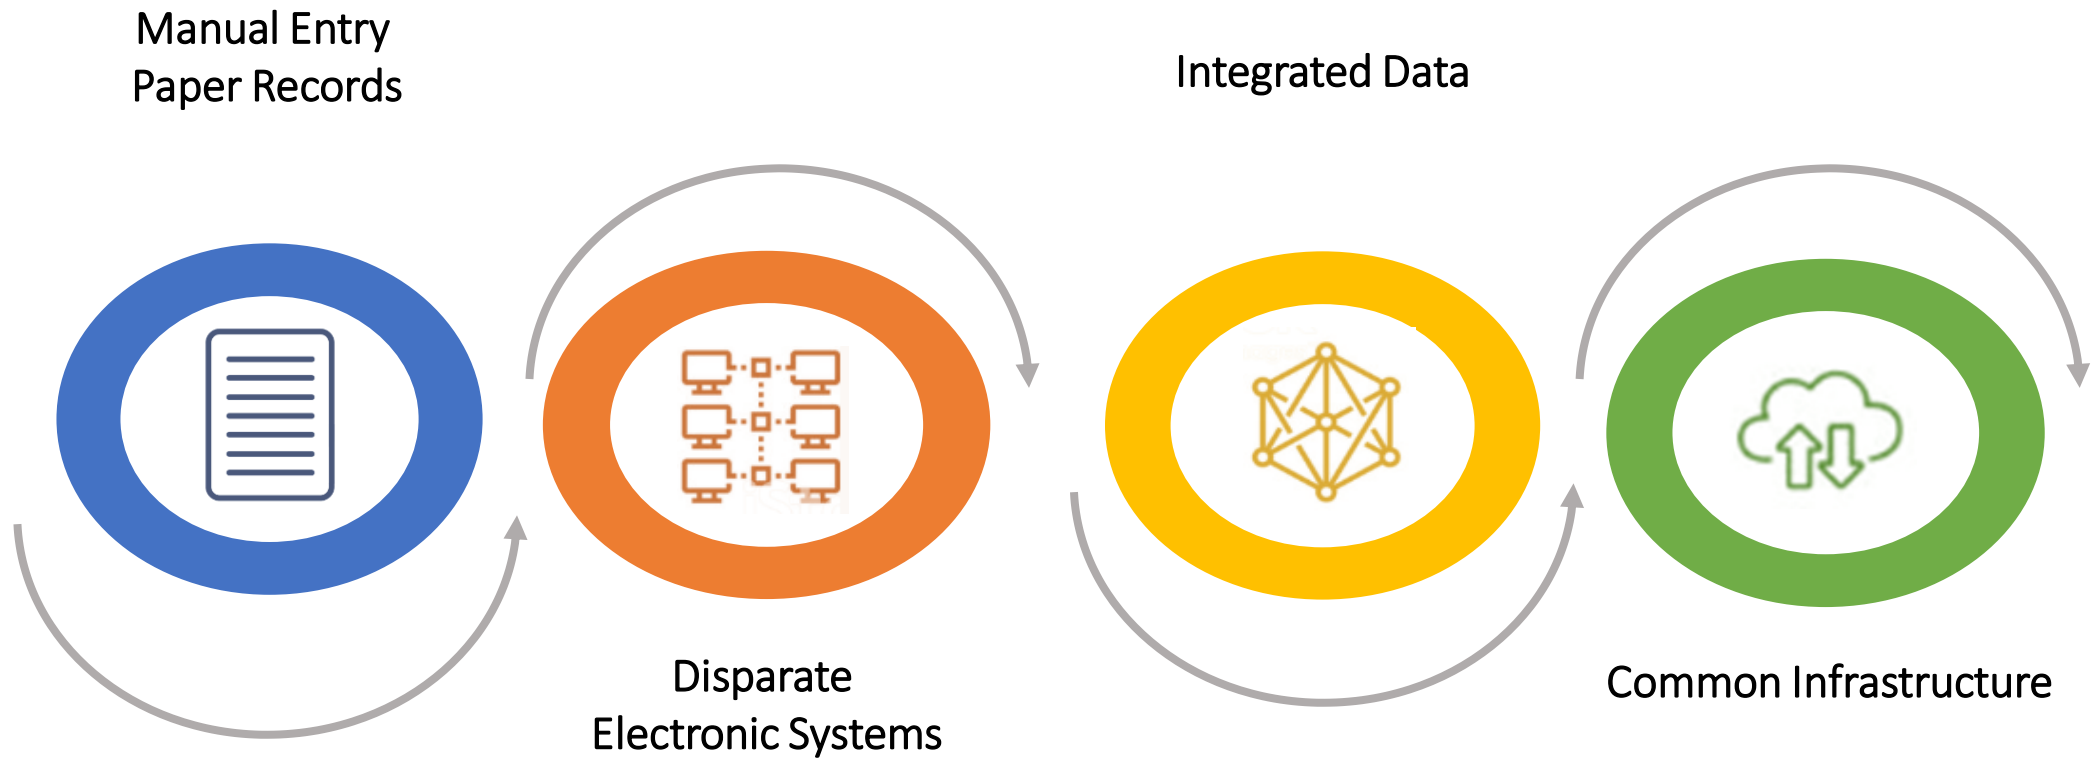 Manual Entry
Paper Records
Disparate
Electronic Systems
Integrated Data
Common Infrastructure